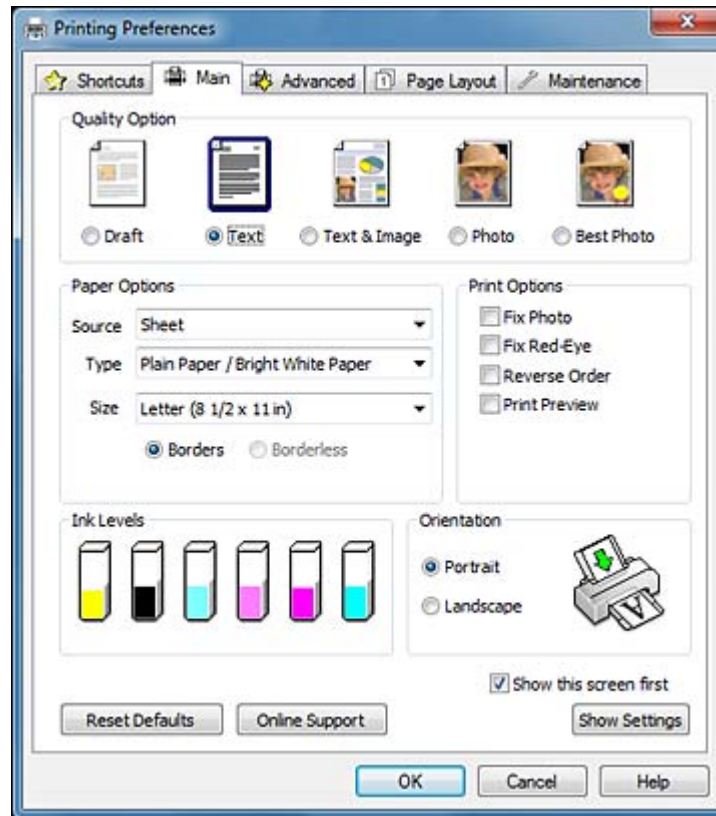 Printing Preferences
Shortcuts Main Advanced 1 Page Layout Maintenance
Quality Option
Draft Text Text & Image Photo Best Photo
Paper Options
Source Sheet
Type Plain Paper / Bright White Paper
Size Letter (8 1/2 x 11 in)
Borders Borderless
Print Options
Fix Photo
Fix Red-Eye
Reverse Order
Print Preview
Ink Levels
Orientation
Portrait
Landscape
A
Show this screen first
Reset Defaults Online Support Show Settings
OK Cancel Help